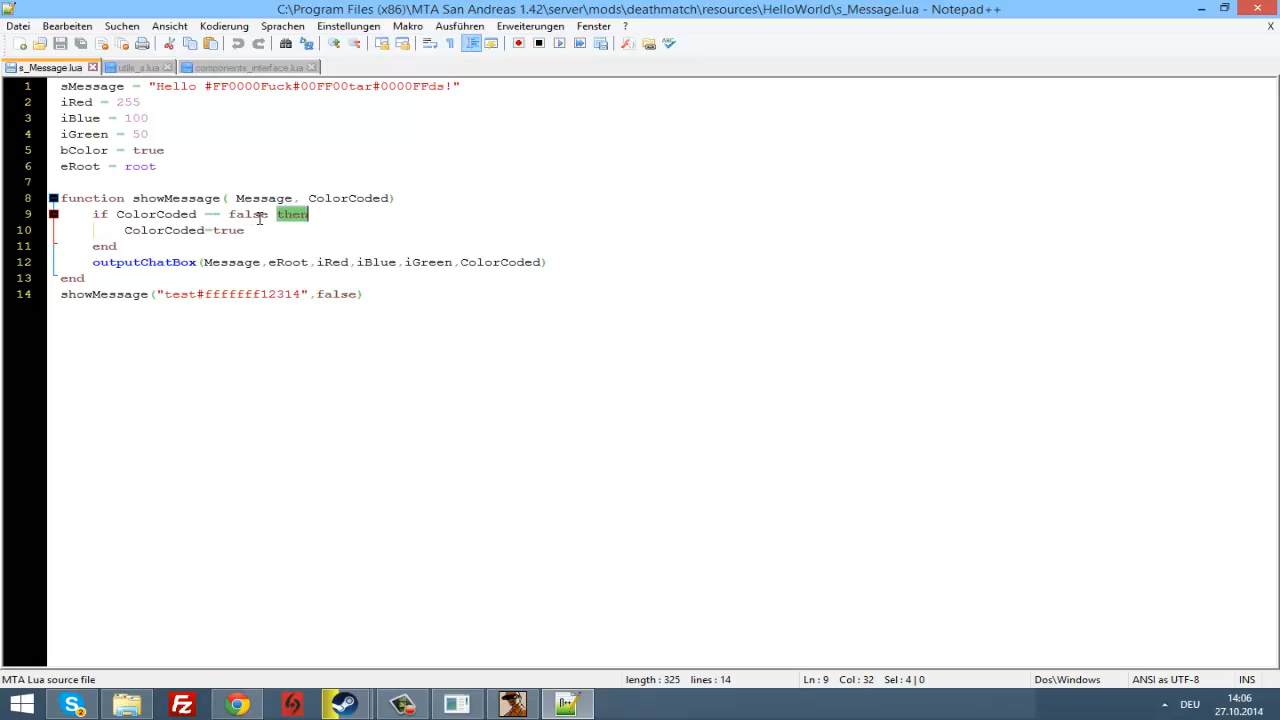 C:\Program Files (x86)\MTA San Andreas 1.42\server\mods\deathmatch\resources\HelloWorld\s_Message.lua - Notepad++
Datei Bearbeiten Suchen Ansicht Kodierung Sprachen Einstellungen Makro Ausführen Erweiterungen Fenster ?
s_Message.lua utils_s.lua components_interface.lua
1 sMessage = "Hello #FF0000Fuck#00FF00tar#0000FFds!"
2 iRed = 255
3 iBlue = 100
4 iGreen = 50
5 bColor = true
6 eRoot = root
7
8 function showMessage( Message, ColorCoded)
9 if ColorCoded == false then
10 ColorCoded=true
11 end
12 outputChatBox(Message,eRoot,iRed,iBlue,iGreen,ColorCoded)
13 end
14 showMessage("test#fffffff12314",false)
MTA Lua source file length : 325 lines : 14 Ln : 9 Col : 32 Sel : 4 | 0 Dos\Windows ANSI as UTF-8 INS
2 DEU 14:06
27.10.2014